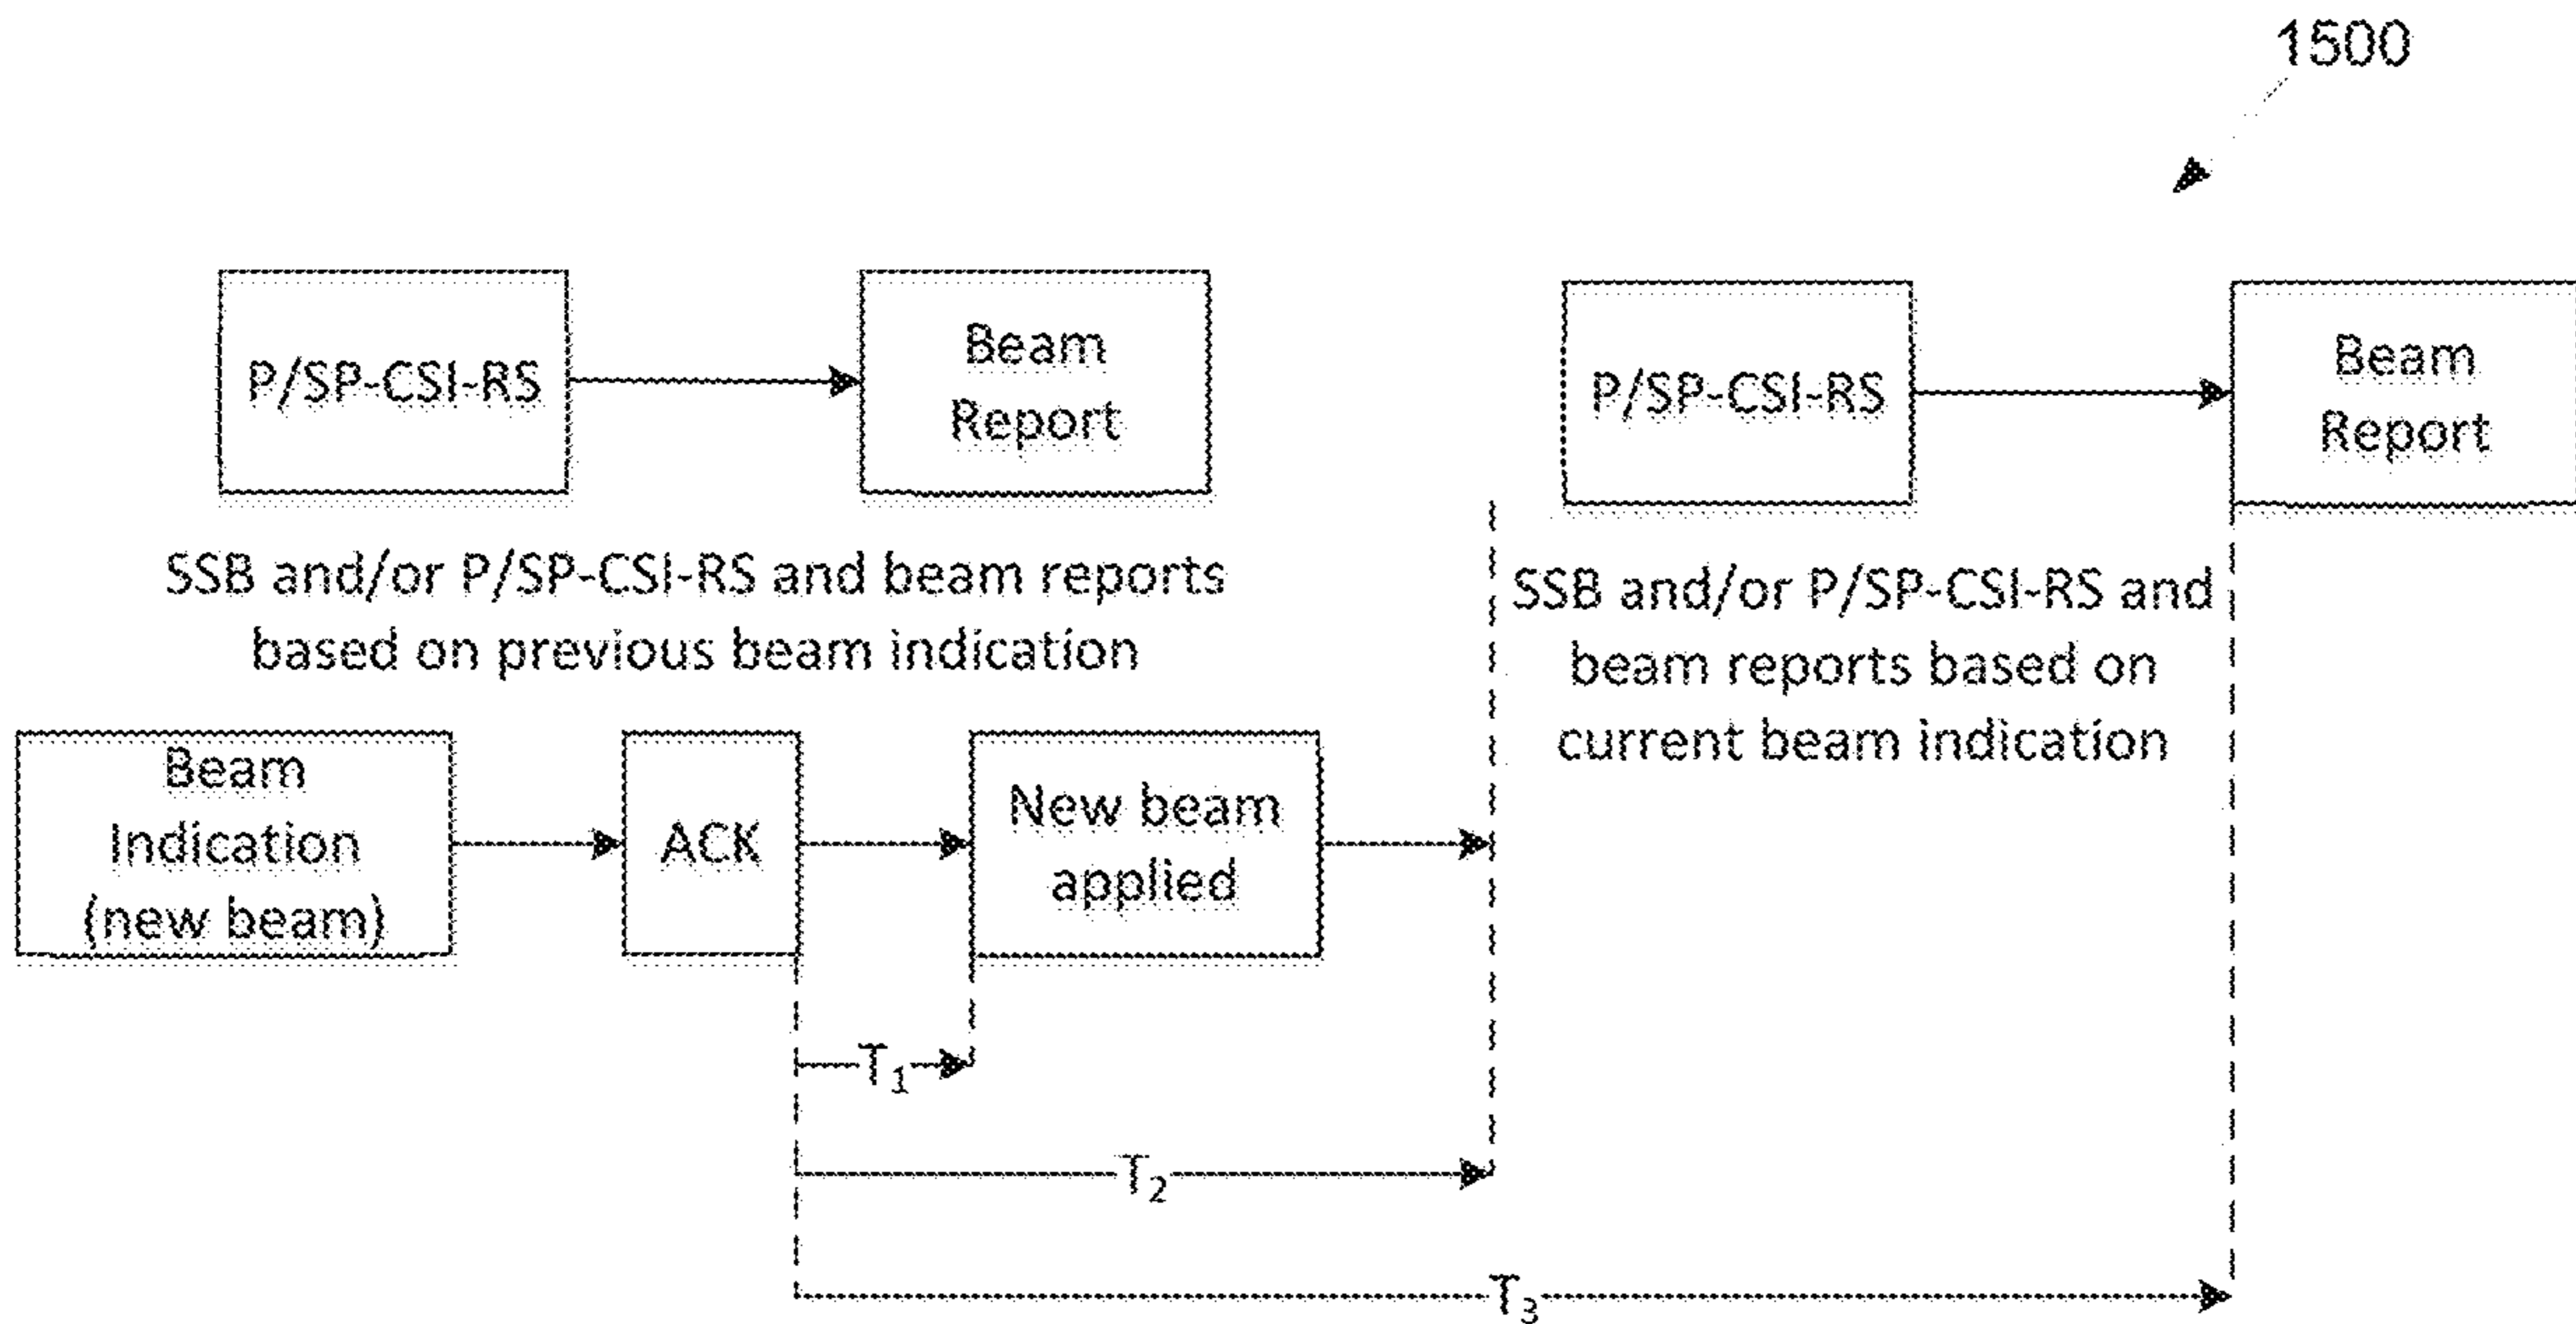 1500
P/SP-CSI-RS
Beam
Report
P/SP-CSI-RS
Beam
Report
SSB and/or P/SP-CSI-RS and beam reports
based on previous beam indication
SSB and/or P/SP-CSI-RS and
beam reports based on
current beam indication
Beam
Indication
(new beam)
ACK
New beam
applied
T₁
T₂
T₃